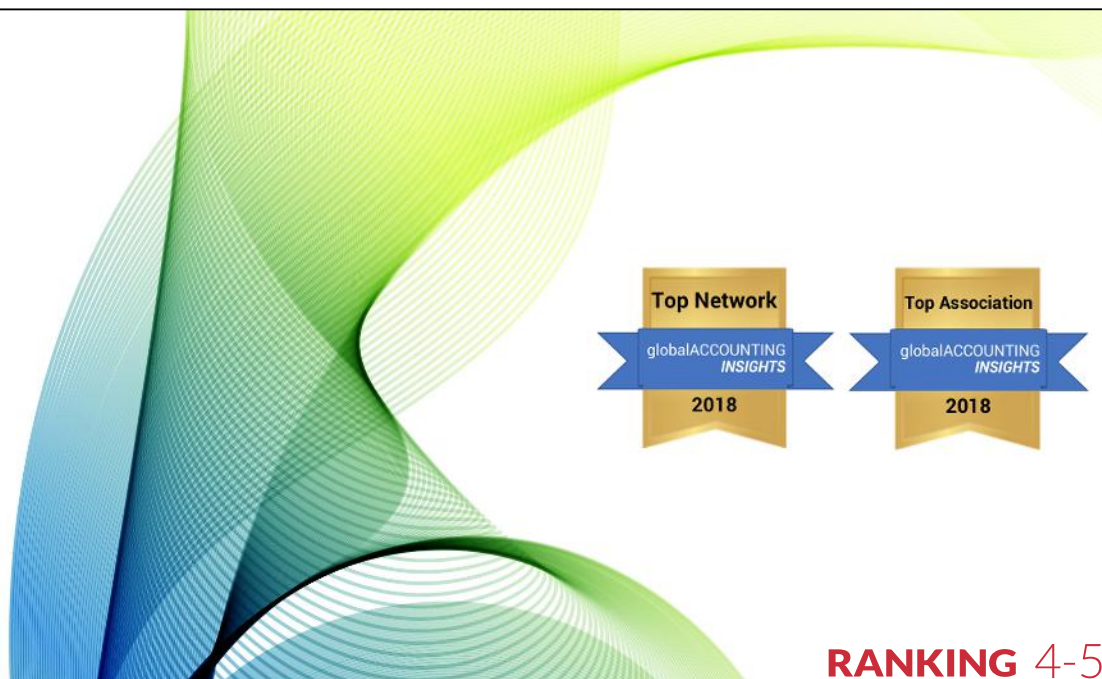 Top Network
globalACCOUNTING
INSIGHTS
2018
Top Association
globalACCOUNTING
INSIGHTS
2018
RANKING 4-5